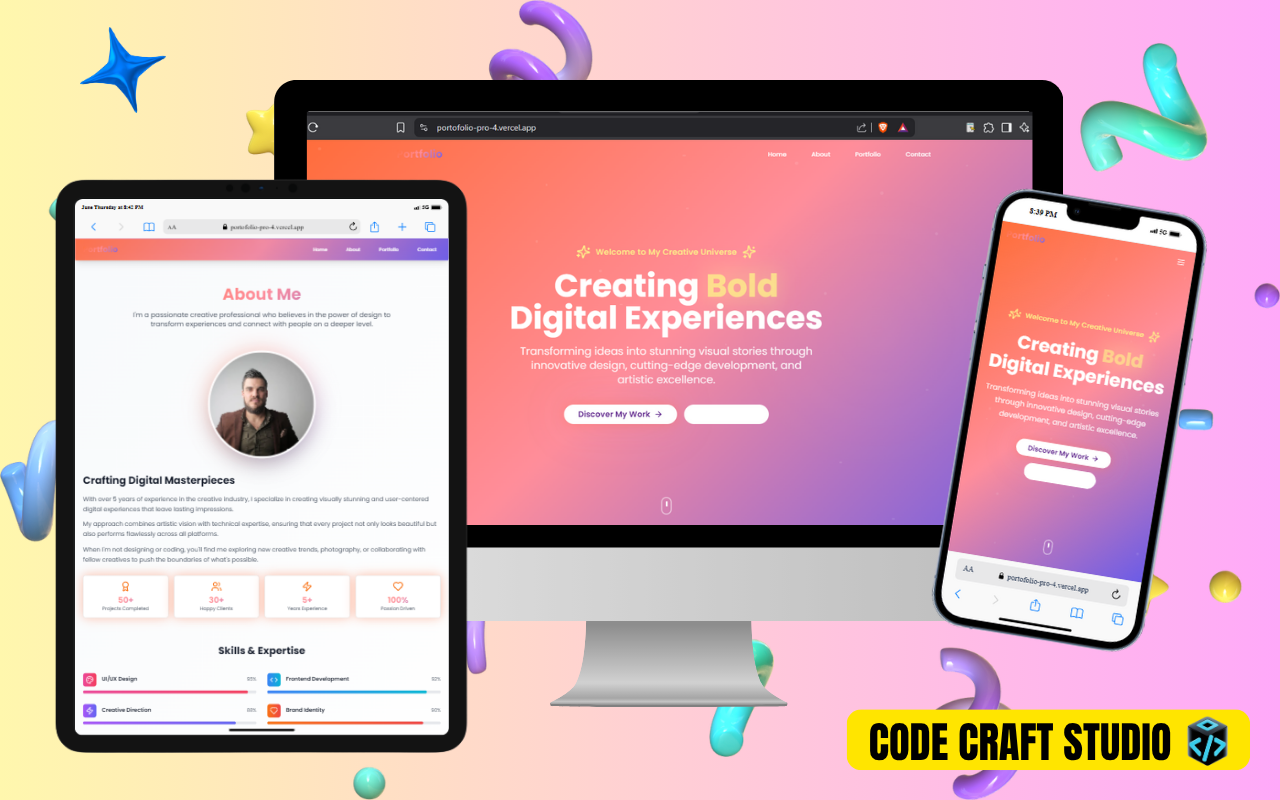 portofolio-pro-4.vercel.app
Home About Portfolio Contact
Welcome to My Creative Universe
Creating Bold
Digital Experiences
Transforming ideas into stunning visual stories through
innovative design, cutting-edge development, and
artistic excellence.
Discover My Work →
June Thursday at 8:42 PM
5G
AA portofolio-pro-4.vercel.app
Home About Portfolio Contact
About Me
I'm a passionate creative professional who believes in the power of design to
transform experiences and connect with people on a deeper level.
Crafting Digital Masterpieces
With over 5 years of experience in the creative industry, I specialize in creating visually stunning and user-centered
digital experiences that leave lasting impressions.
My approach combines artistic vision with technical expertise, ensuring that every project not only looks beautiful but
also performs flawlessly across all platforms.
When I'm not designing or coding, you'll find me exploring new creative trends, photography, or collaborating with
fellow creatives to push the boundaries of what's possible.
50+ 30+ 5+ 100%
Projects Completed Happy Clients Years Experience Passion Driven
Skills & Expertise
UI/UX Design Frontend Development
Creative Direction Brand Identity
8:39 PM 5G
Welcome to My Creative Universe
Creating Bold
Digital Experiences
Transforming ideas into stunning visual stories
through innovative design, cutting-edge
development, and artistic excellence.
Discover My Work →
AA portofolio-pro-4.vercel.app
CODE CRAFT STUDIO